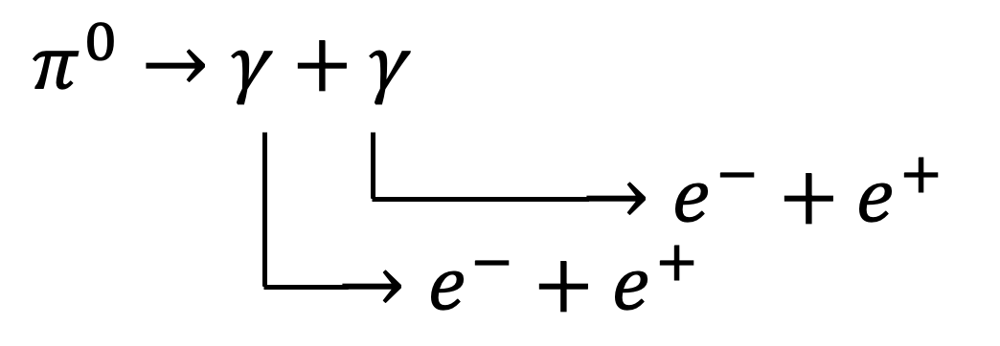 π⁰ → γ + γ
e⁻ + e⁺
e⁻ + e⁺